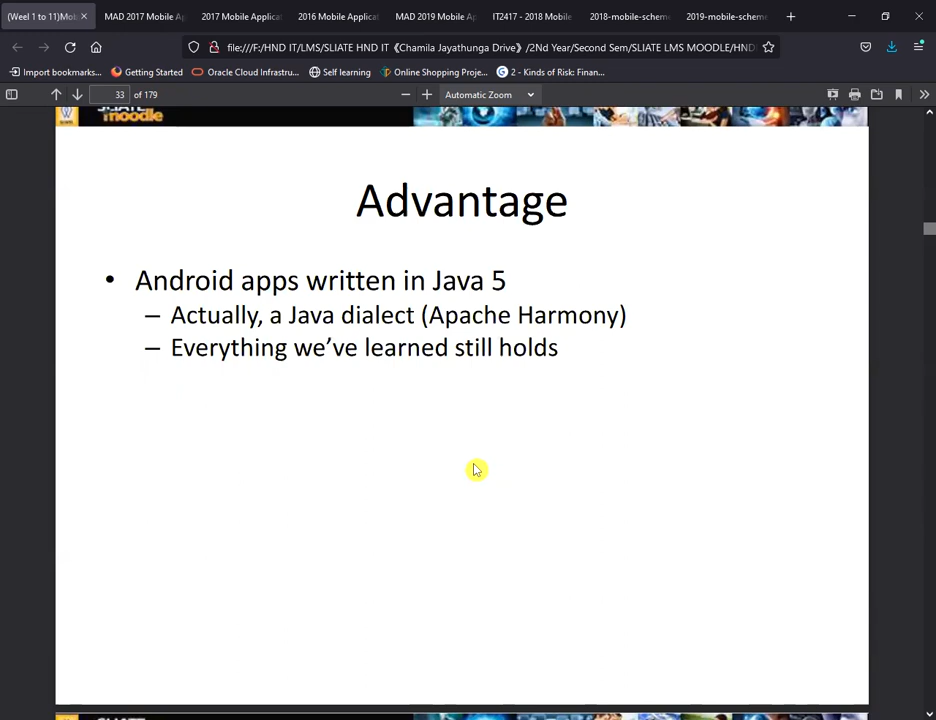 (Weel 1 to 11)Mob
MAD 2017 Mobile Ap
2017 Mobile Applicat
2016 Mobile Applicat
MAD 2019 Mobile Ap
IT2417 - 2018 Mobile
2018-mobile-scheme
2019-mobile-scheme
file:///F:/HND IT/LMS/SLIATE HND IT 《Chamila Jayathunga Drive》/2Nd Year/Second Sem/SLIATE LMS MOODLE/HND
Import bookmarks...
Getting Started
Oracle Cloud Infrastru...
Self learning
Online Shopping Proje...
2 - Kinds of Risk: Finan...
33 of 179
Automatic Zoom
moodle
Advantage
• Android apps written in Java 5
– Actually, a Java dialect (Apache Harmony)
– Everything we've learned still holds